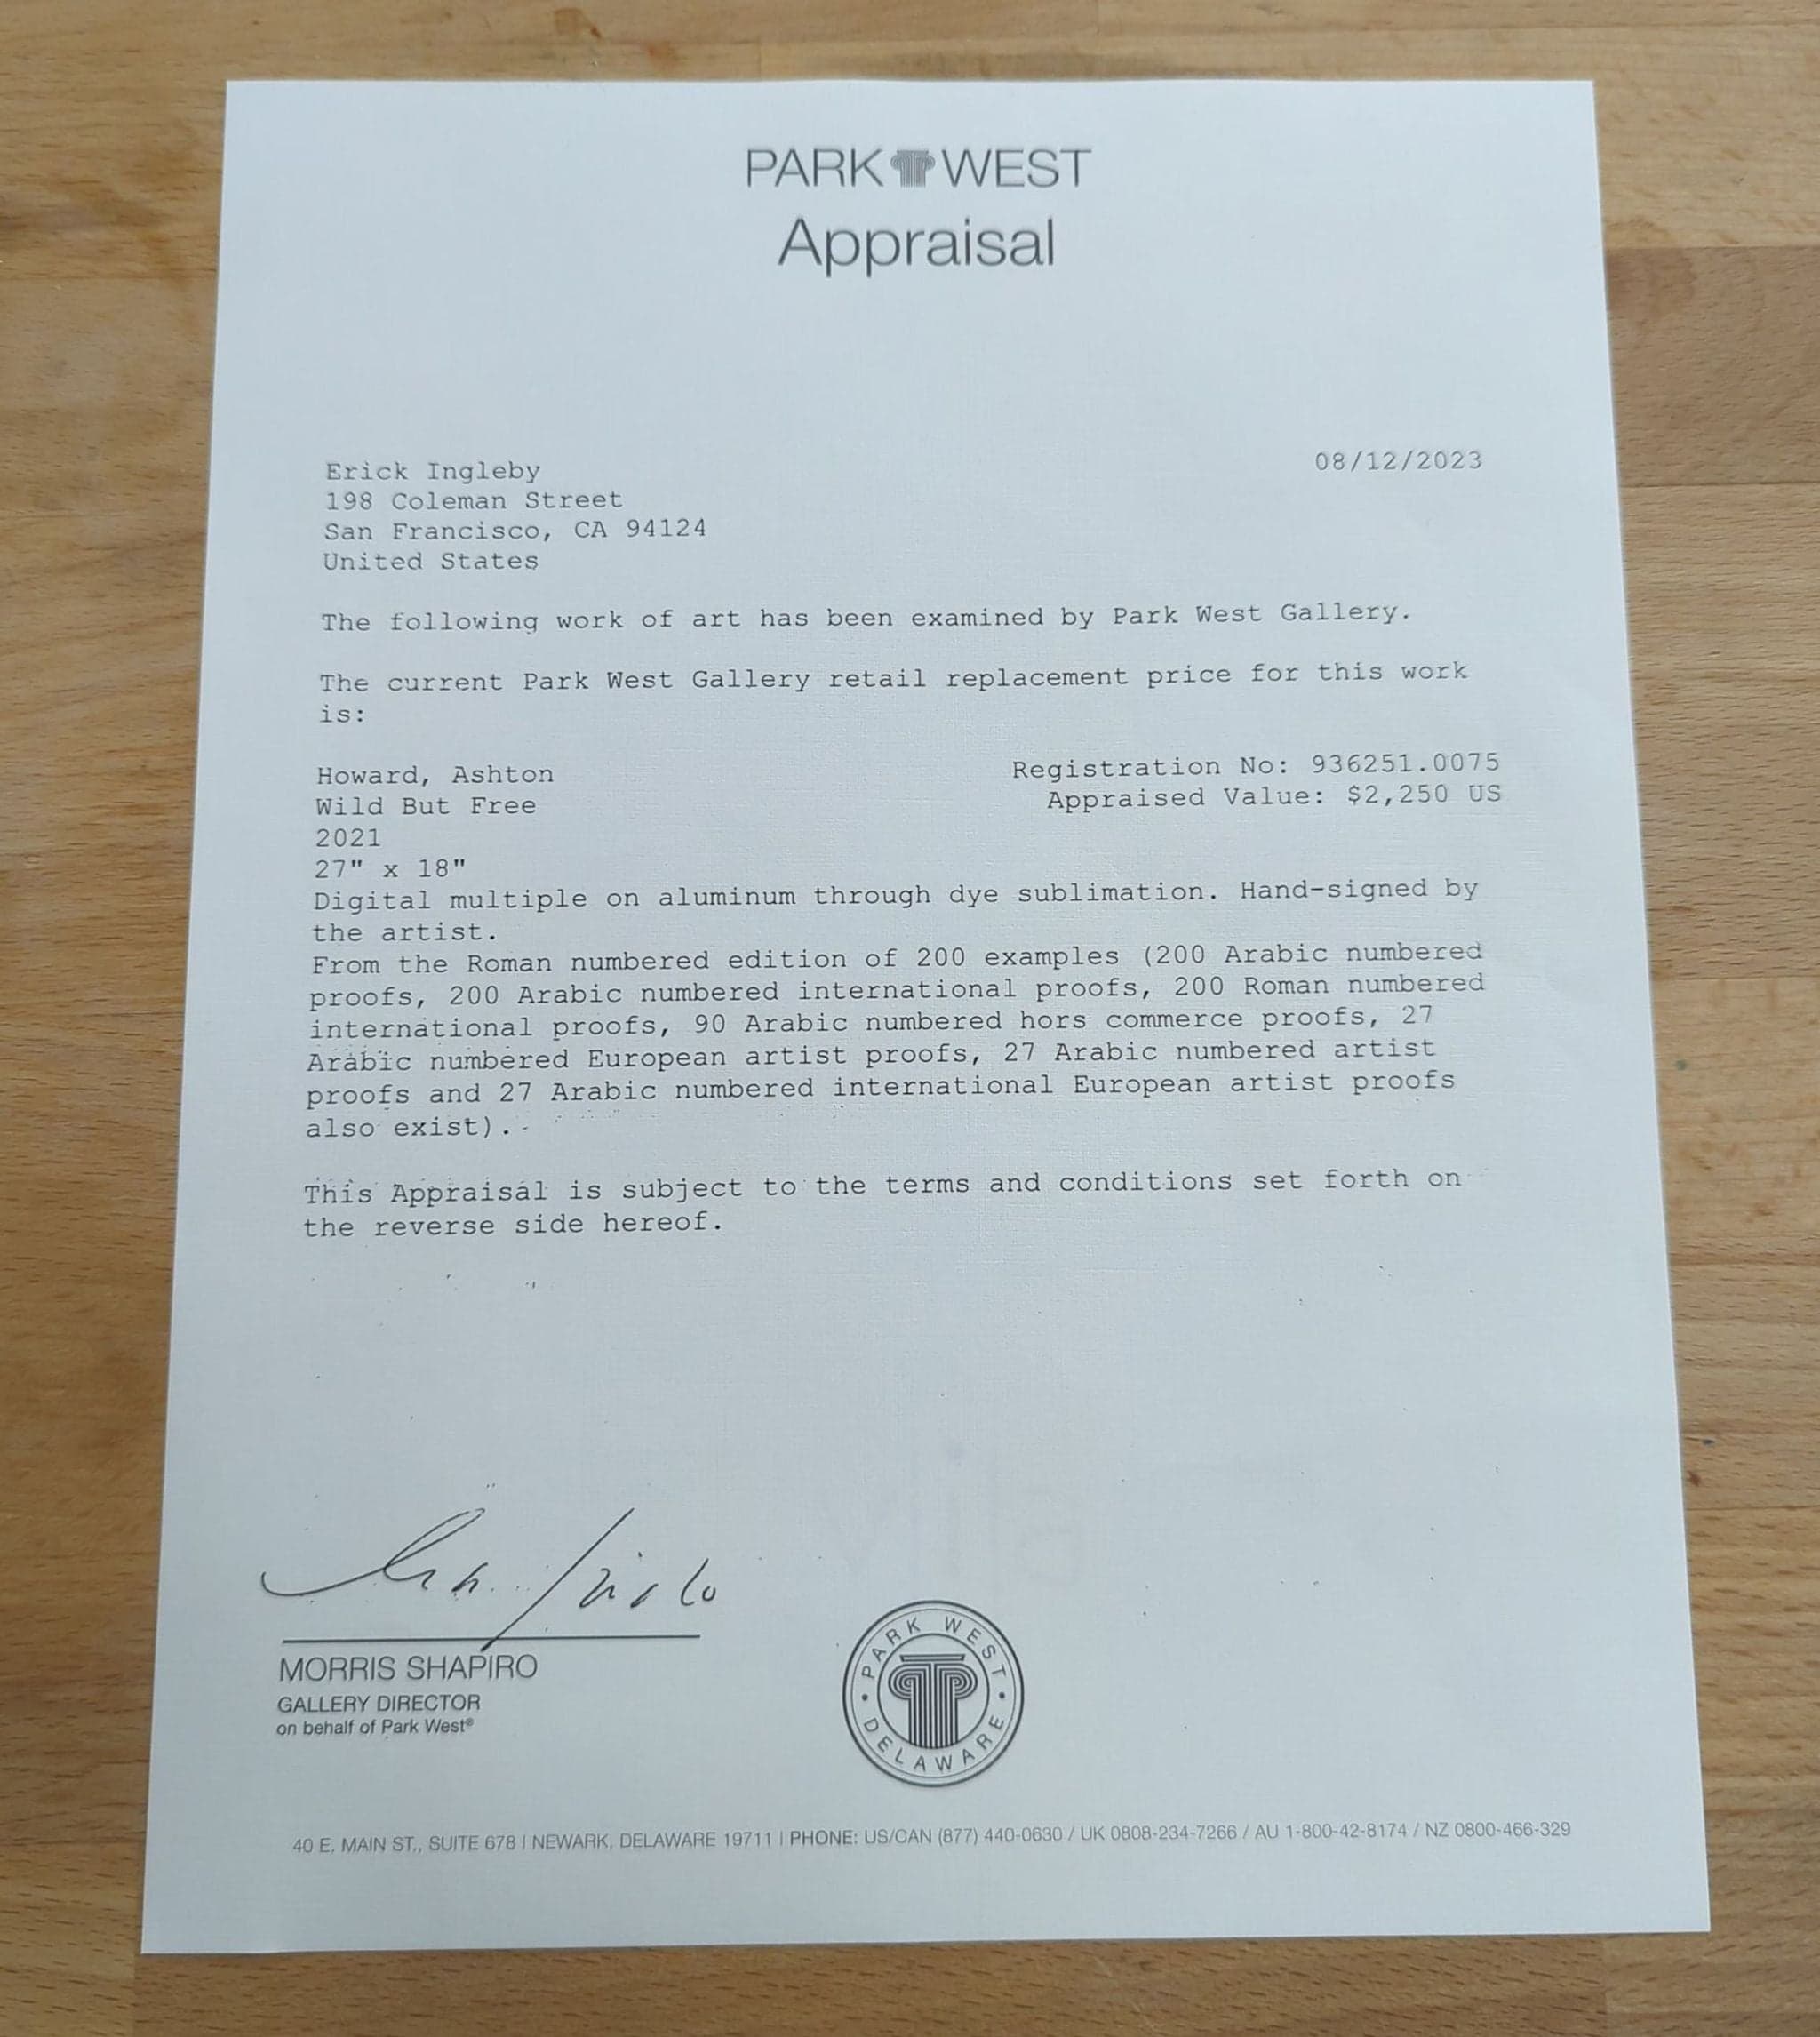 PARK WEST
Appraisal
Erick Ingleby
08/12/2023
198 Coleman Street
San Francisco, CA 94124
United States
The following work of art has been examined by Park West Gallery.
The current Park West Gallery retail replacement price for this work
is:
Howard, Ashton
Registration No: 936251.0075
Wild But Free
Appraised Value: $2,250 US
2021
27" x 18"
Digital multiple on aluminum through dye sublimation. Hand-signed by
the artist.
From the Roman numbered edition of 200 examples (200 Arabic numbered
proofs, 200 Arabic numbered international proofs, 200 Roman numbered
international proofs, 90 Arabic numbered hors commerce proofs, 27
Arabic numbered European artist proofs, 27 Arabic numbered artist
proofs and 27 Arabic numbered international European artist proofs
also exist).
This Appraisal is subject to the terms and conditions set forth on
the reverse side hereof.
MORRIS SHAPIRO
GALLERY DIRECTOR
on behalf of Park West®
PARK WEST
• DELAWARE •
40 E. MAIN ST., SUITE 678 | NEWARK, DELAWARE 19711 | PHONE: US/CAN (877) 440-0630 / UK 0808-234-7266 / AU 1-800-42-8174 / NZ 0800-466-329